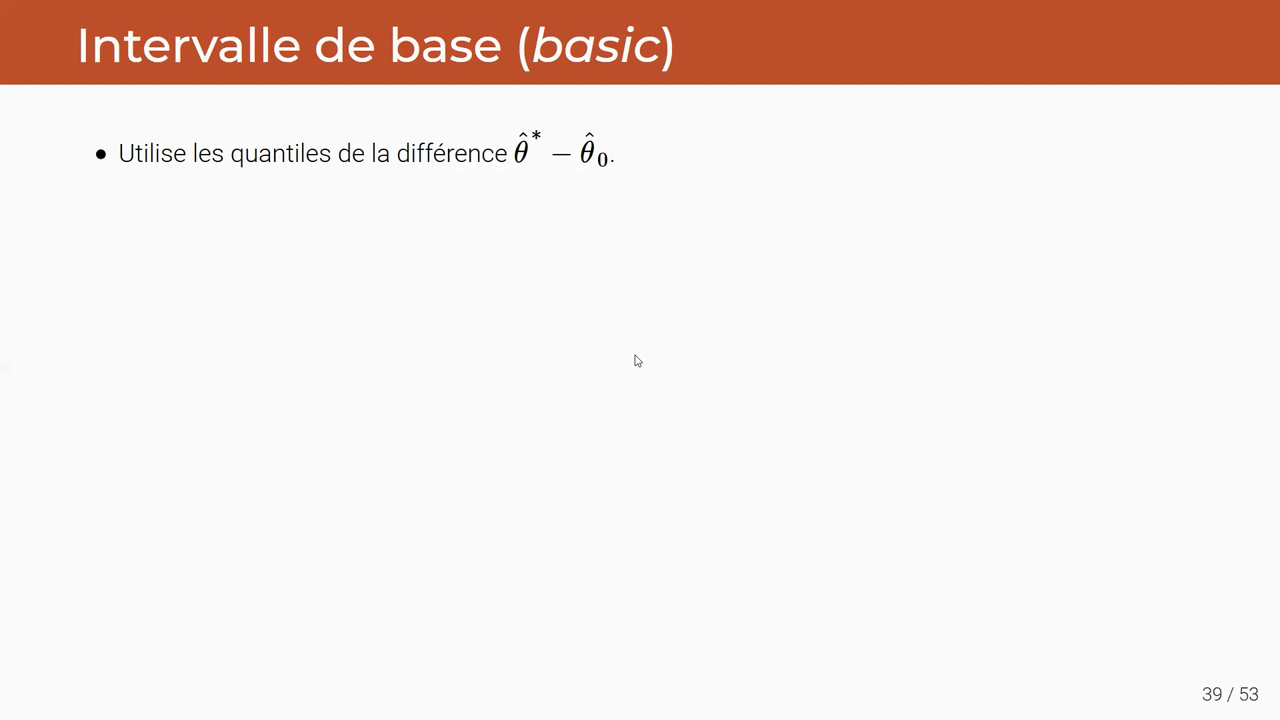 Intervalle de base (basic)
• Utilise les quantiles de la différence θ̂* − θ̂₀.
39 / 53